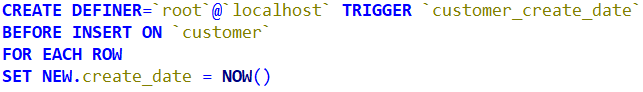 CREATE DEFINER=`root`@`localhost` TRIGGER `customer_create_date`
BEFORE INSERT ON `customer`
FOR EACH ROW
SET NEW.create_date = NOW()